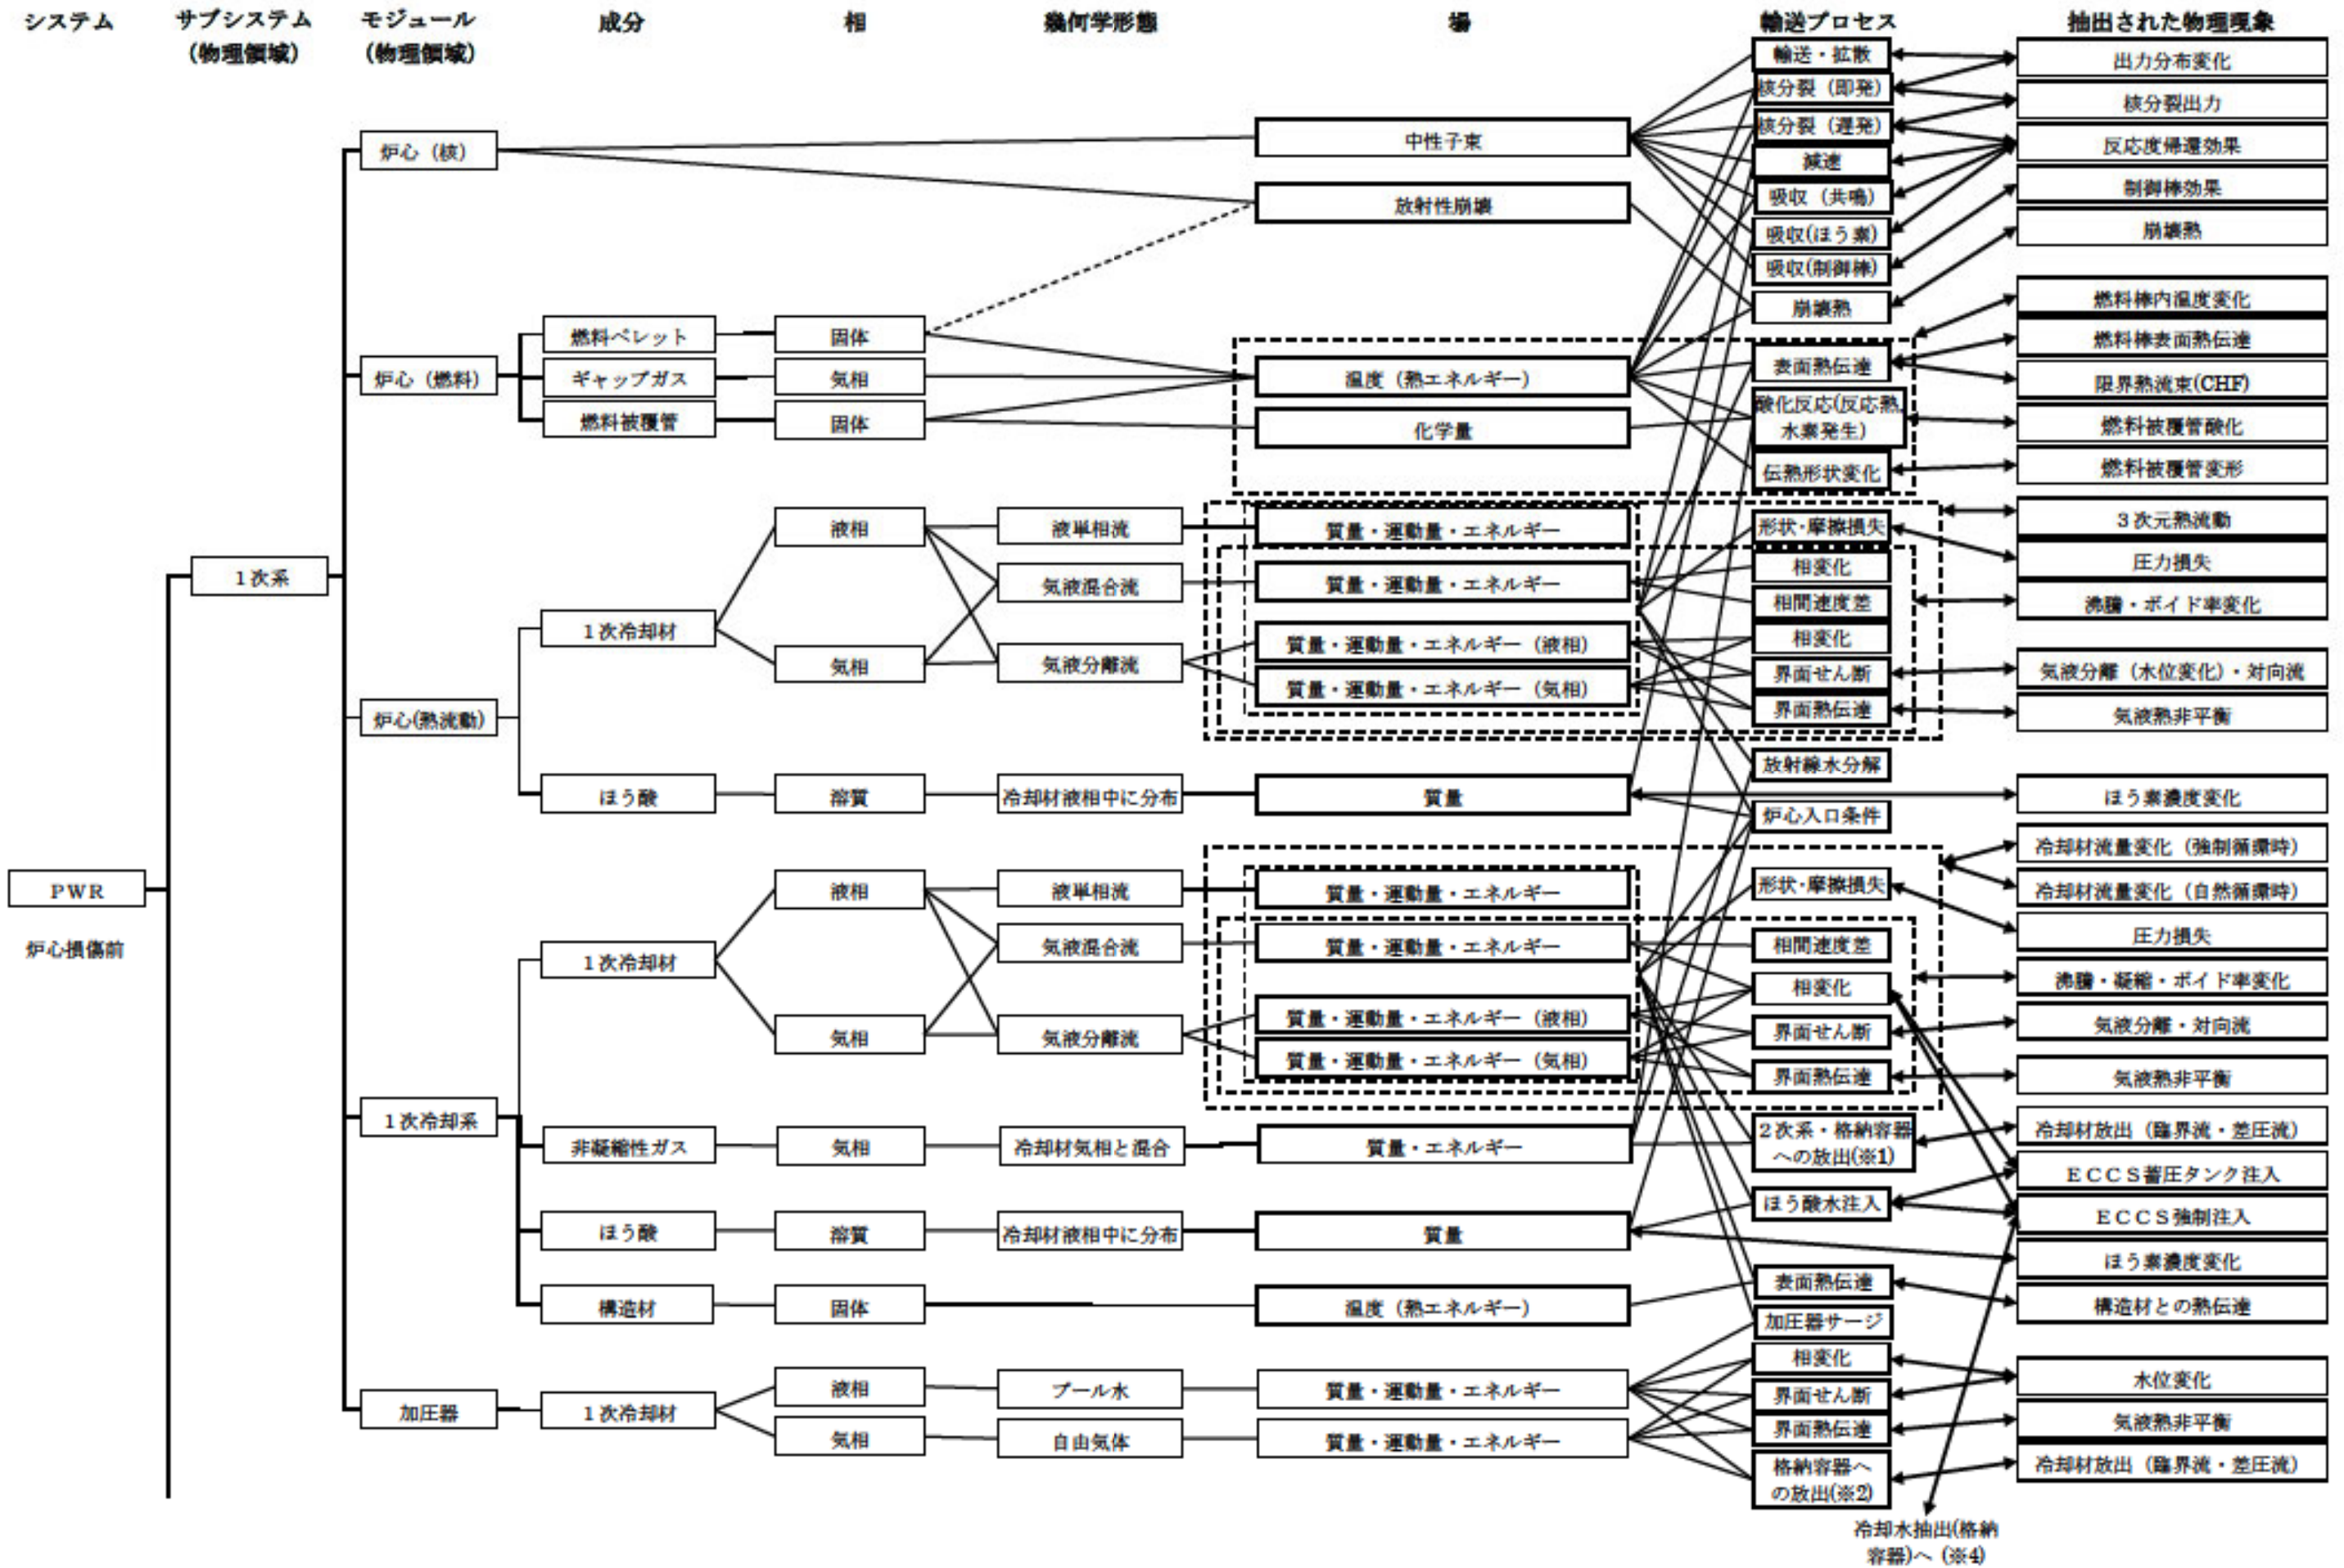 システム
サブシステム
(物理領域)
モジュール
(物理領域)
成分
相
幾何学形態
場
輸送プロセス
抽出された物理現象
PWR
炉心損傷前
1次系
炉心（核）
中性子束
放射性崩壊
輸送・拡散
核分裂（即発）
核分裂（遅発）
減速
吸収（共鳴）
吸収(ほう素)
吸収(制御棒)
崩壊熱
出力分布変化
核分裂出力
反応度帰還効果
制御棒効果
崩壊熱
炉心（燃料）
燃料ペレット
固体
ギャップガス
気相
燃料被覆管
固体
温度（熱エネルギー）
化学量
表面熱伝達
酸化反応(反応熱,
水素発生)
伝熱形状変化
燃料棒内温度変化
燃料棒表面熱伝達
限界熱流束(CHF)
燃料被覆管酸化
燃料被覆管変形
炉心(熱流動)
1次冷却材
液相
気相
液単相流
気液混合流
気液分離流
質量・運動量・エネルギー
質量・運動量・エネルギー
質量・運動量・エネルギー（液相）
質量・運動量・エネルギー（気相）
形状・摩擦損失
相変化
相間速度差
相変化
界面せん断
界面熱伝達
放射線水分解
炉心入口条件
3次元熱流動
圧力損失
沸騰・ボイド率変化
気液分離（水位変化）・対向流
気液熱非平衡
ほう酸
溶質
冷却材液相中に分布
質量
ほう素濃度変化
1次冷却系
1次冷却材
液相
気相
液単相流
気液混合流
気液分離流
質量・運動量・エネルギー
質量・運動量・エネルギー
質量・運動量・エネルギー（液相）
質量・運動量・エネルギー（気相）
形状・摩擦損失
相間速度差
相変化
界面せん断
界面熱伝達
冷却材流量変化（強制循環時）
冷却材流量変化（自然循環時）
圧力損失
沸騰・凝縮・ボイド率変化
気液分離・対向流
気液熱非平衡
非凝縮性ガス
気相
冷却材気相と混合
質量・エネルギー
2次系・格納容器
への放出(※1)
冷却材放出（臨界流・差圧流）
ECCS蓄圧タンク注入
ほう酸
溶質
冷却材液相中に分布
質量
ほう酸水注入
ECCS強制注入
ほう素濃度変化
構造材
固体
温度（熱エネルギー）
表面熱伝達
構造材との熱伝達
加圧器サージ
加圧器
1次冷却材
液相
プール水
質量・運動量・エネルギー
気相
自由気体
質量・運動量・エネルギー
相変化
界面せん断
界面熱伝達
格納容器へ
の放出(※2)
水位変化
気液熱非平衡
冷却材放出（臨界流・差圧流）
冷却水抽出(格納
容器)へ (※4)